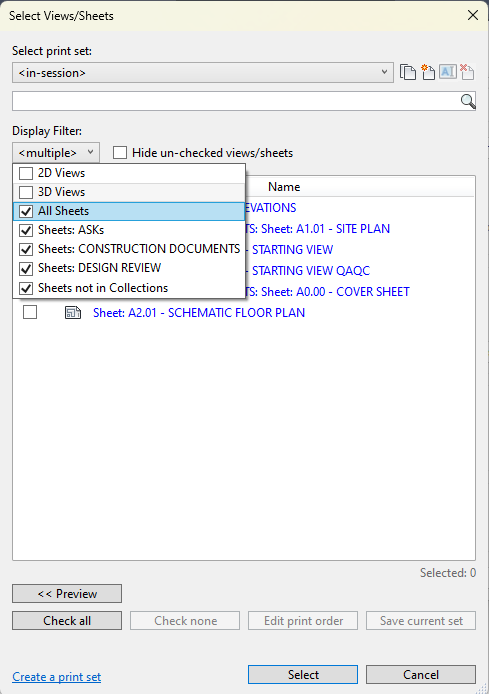 Select Views/Sheets
Select print set:
<in-session>
Display Filter:
<multiple>
Hide un-checked views/sheets
2D Views
3D Views
All Sheets
Sheets: ASKs
Sheets: CONSTRUCTION DOCUMENTS
Sheets: DESIGN REVIEW
Sheets not in Collections
Name
EVATIONS
TS: Sheet: A1.01 - SITE PLAN
- STARTING VIEW
- STARTING VIEW QAQC
TS: Sheet: A0.00 - COVER SHEET
Sheet: A2.01 - SCHEMATIC FLOOR PLAN
Selected: 0
<< Preview
Check all
Check none
Edit print order
Save current set
Create a print set
Select
Cancel